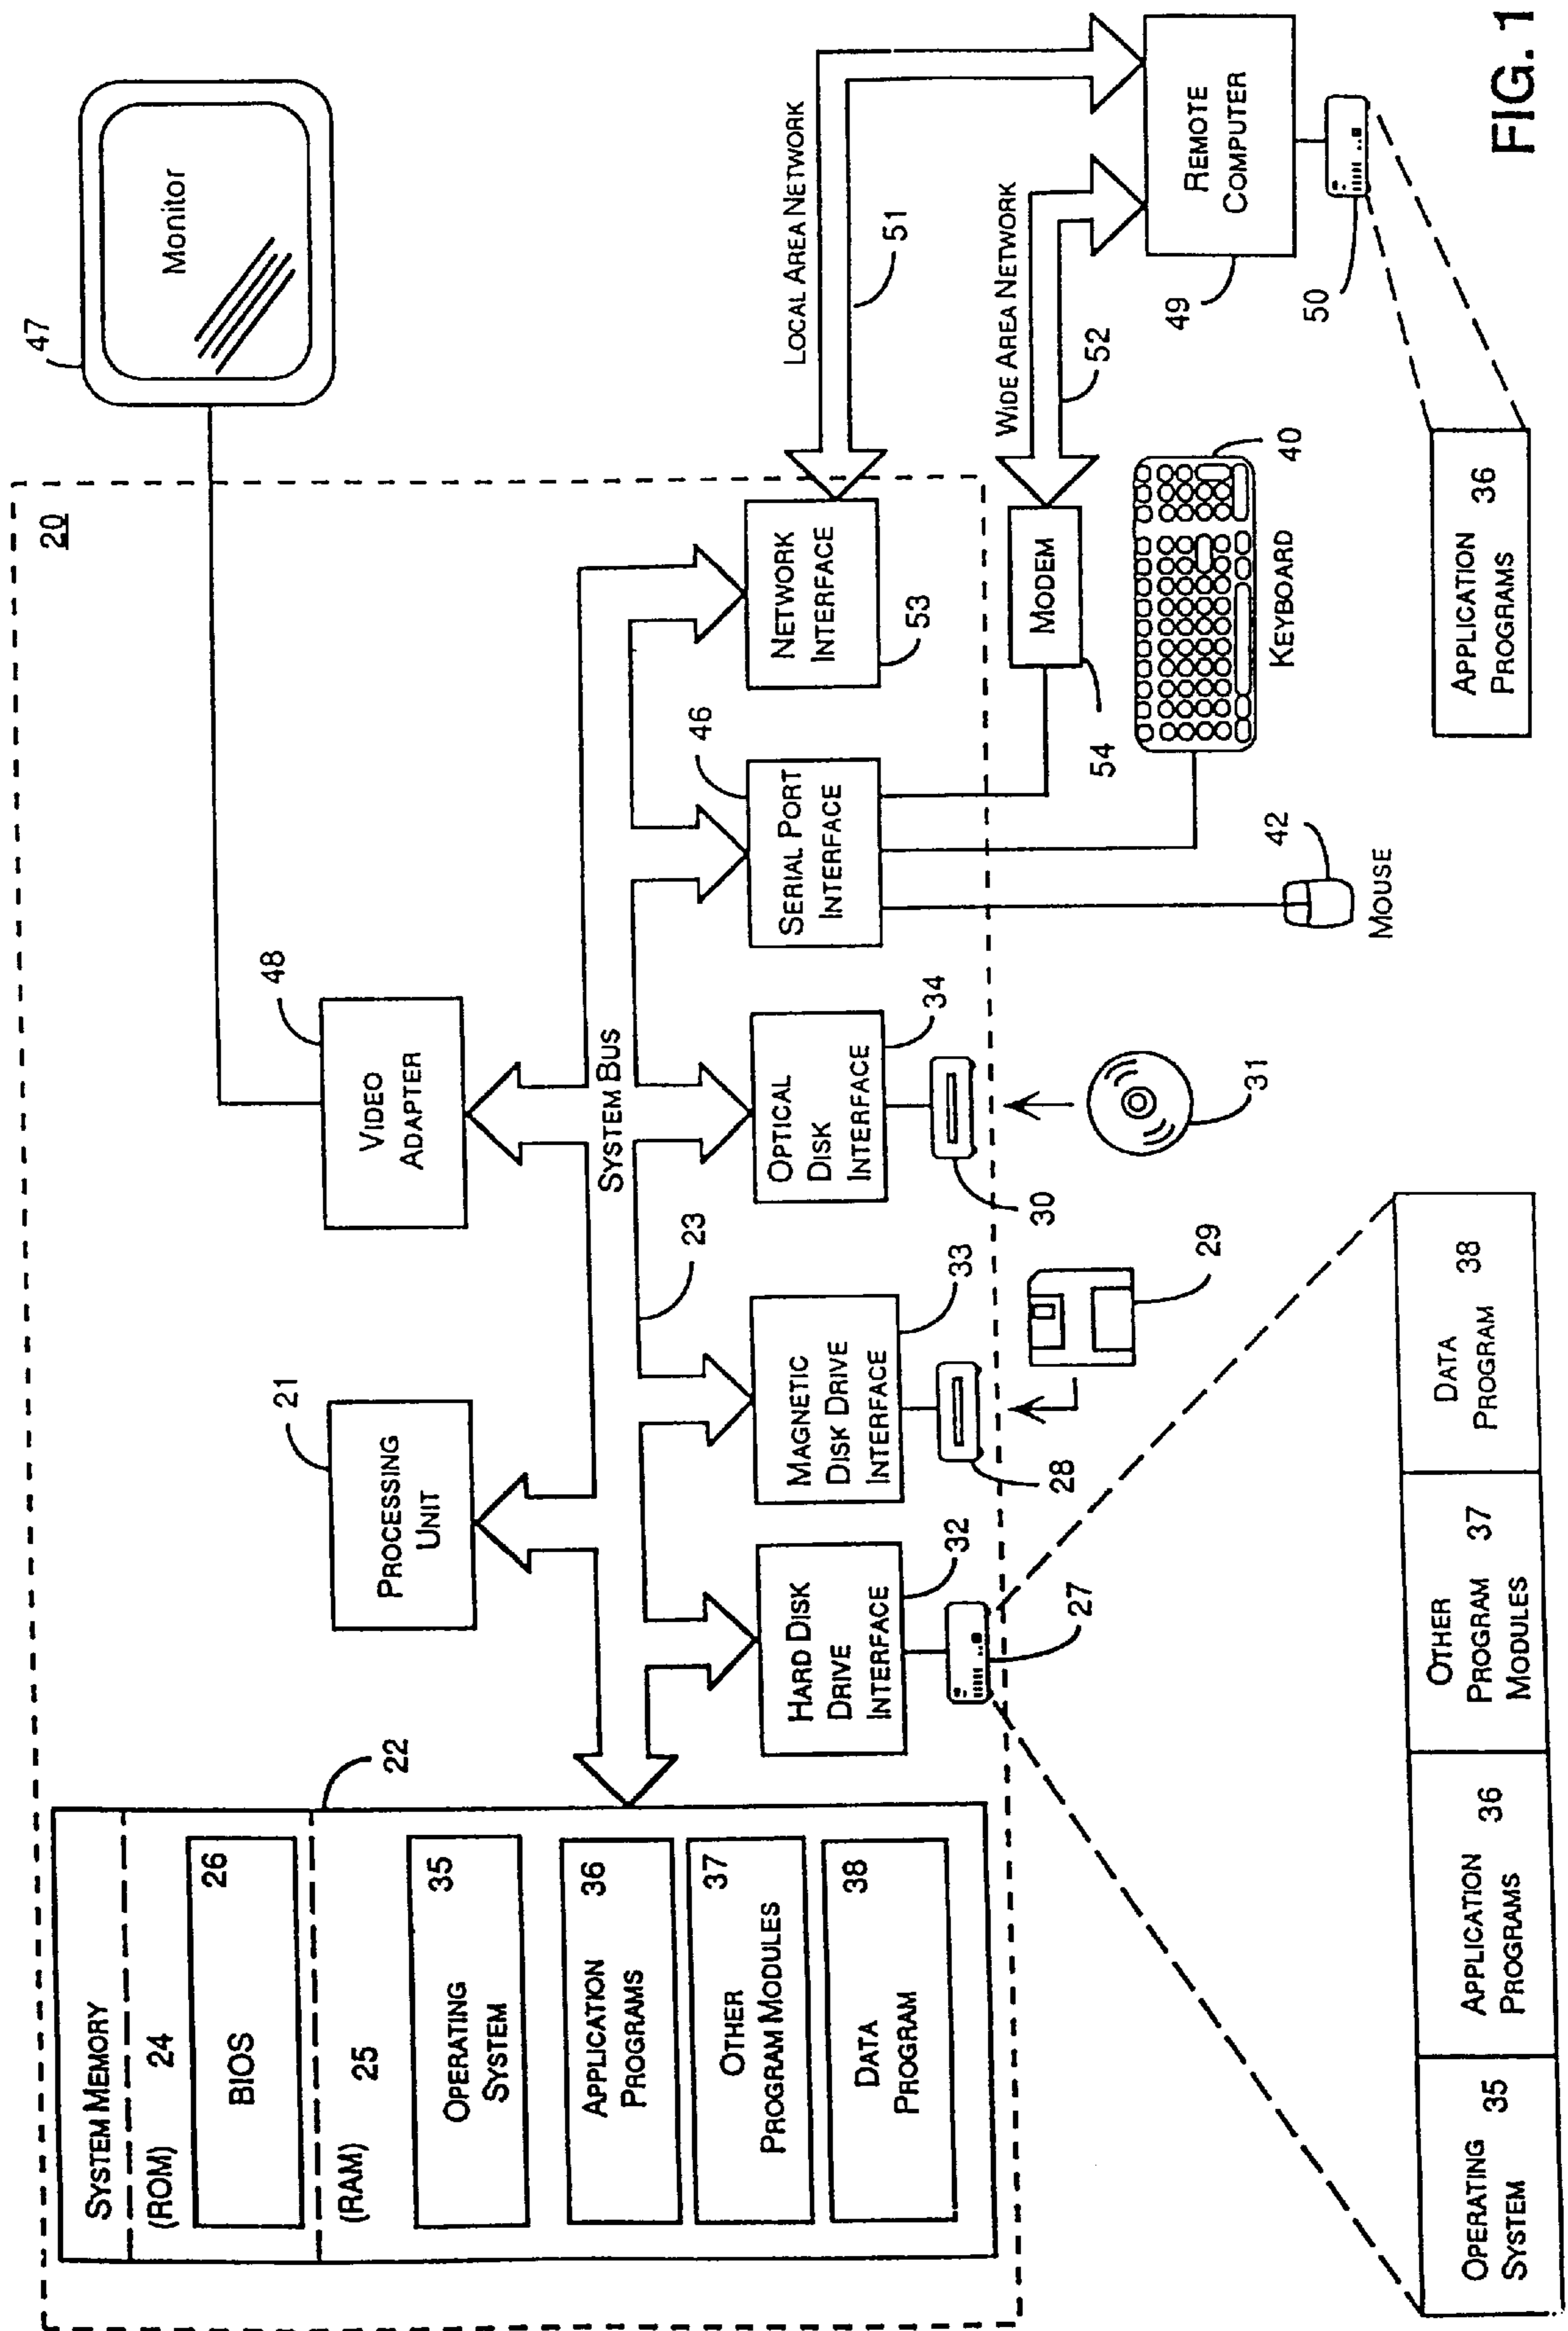 20
47
Monitor
SYSTEM MEMORY
(ROM) 24
BIOS
26
(RAM) 25
OPERATING
SYSTEM
35
APPLICATION
PROGRAMS
36
OTHER
PROGRAM MODULES
37
DATA
PROGRAM
38
22
PROCESSING
UNIT
21
VIDEO
ADAPTER
48
SYSTEM BUS
23
HARD DISK
DRIVE
INTERFACE
32
MAGNETIC
DISK DRIVE
INTERFACE
33
OPTICAL
DISK
INTERFACE
34
SERIAL PORT
INTERFACE
46
NETWORK
INTERFACE
53
LOCAL AREA NETWORK
51
27
28
30
29
31
MODEM
54
WIDE AREA NETWORK
52
MOUSE
42
KEYBOARD
40
REMOTE
COMPUTER
49
50
OPERATING
SYSTEM
35
APPLICATION
PROGRAMS
36
OTHER
PROGRAM
MODULES
37
DATA
PROGRAM
38
APPLICATION
PROGRAMS
36
FIG. 1